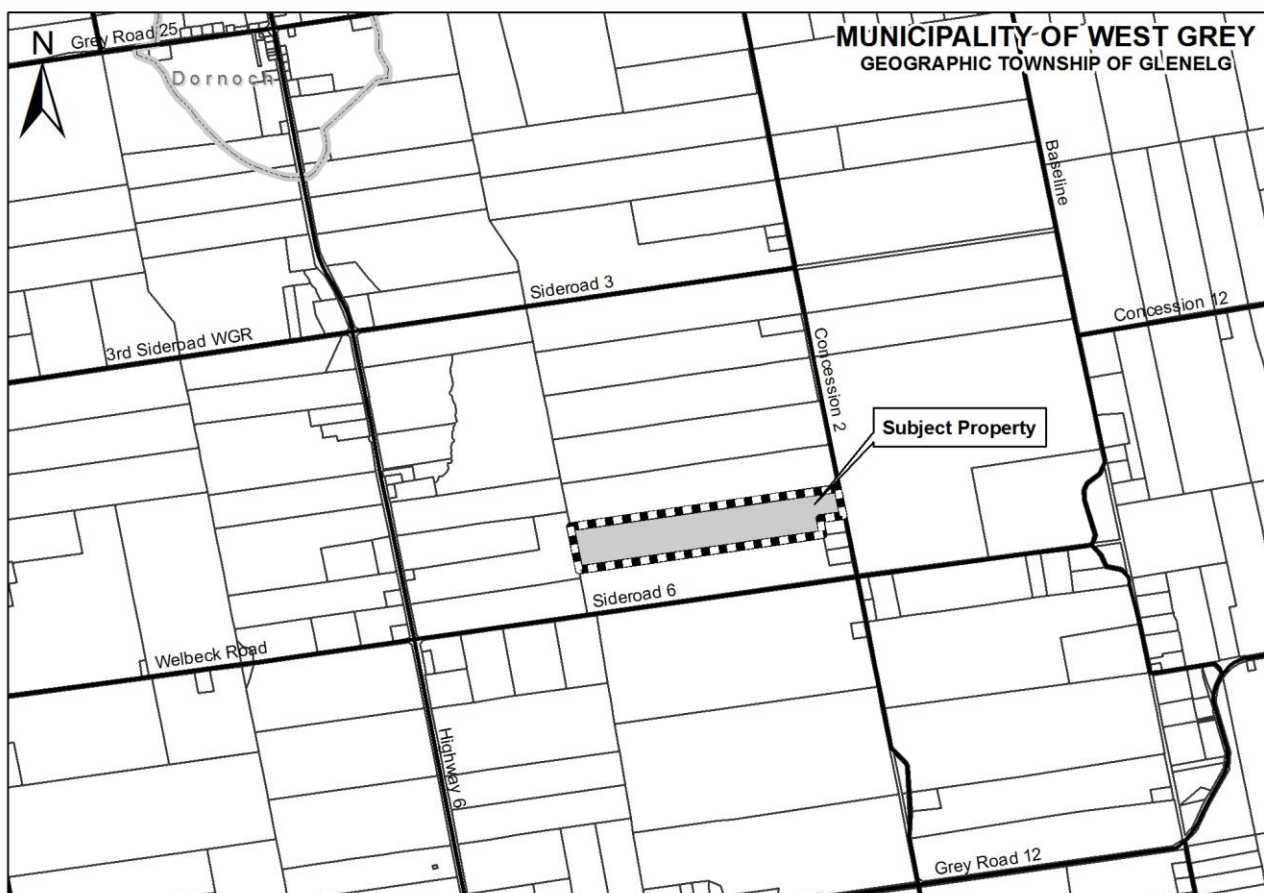 MUNICIPALITY OF WEST GREY
GEOGRAPHIC TOWNSHIP OF GLENELG
N
Grey Road 25
Dornoch
Baseline
Sideroad 3
Concession 12
3rd Sideroad WGR
Concession 2
Subject Property
Sideroad 6
Welbeck Road
Highway 6
Grey Road 12